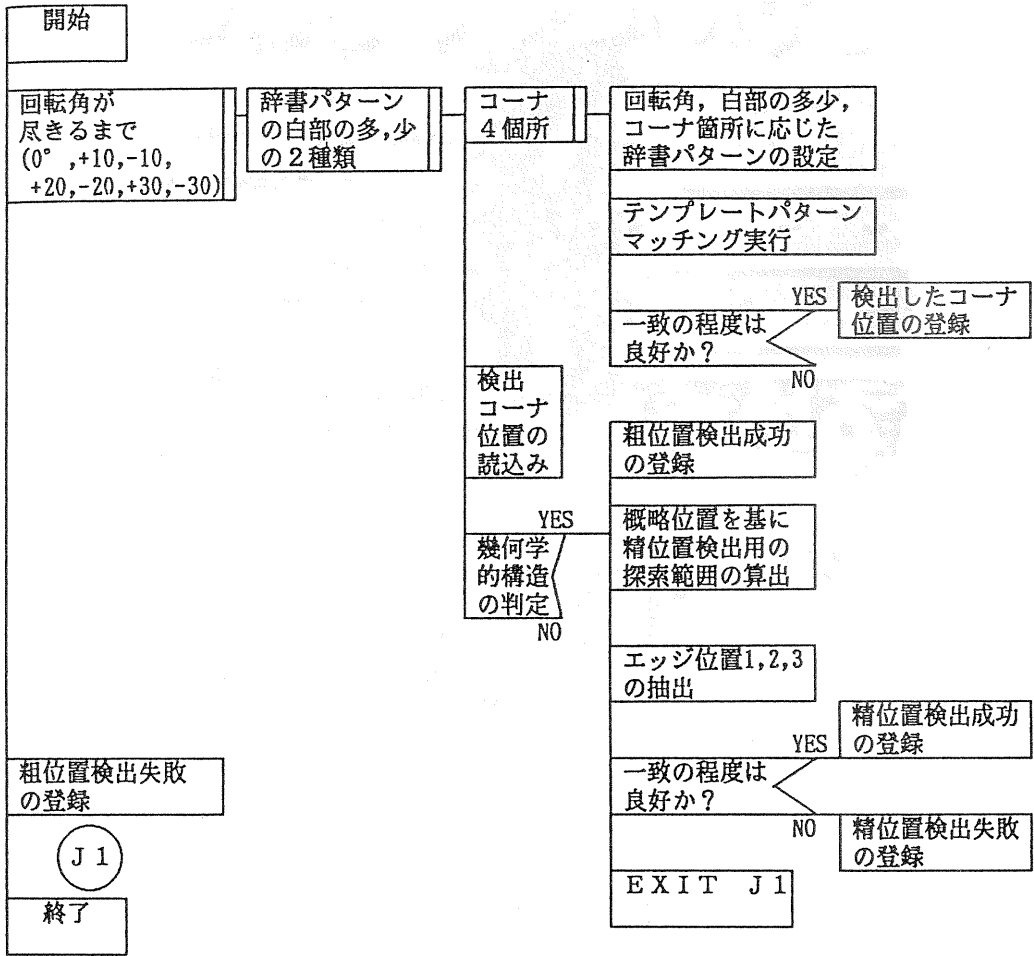 開始
回転角が
尽きるまで
(0° ,+10,-10,
+20,-20,+30,-30)
辞書パターン
の白部の多,少
の2種類
コーナ
4個所
回転角，白部の多少，
コーナ箇所に応じた
辞書パターンの設定
テンプレートパターン
マッチング実行
一致の程度は
良好か？
YES
検出したコーナ
位置の登録
NO
検出
コーナ
位置の
読込み
幾何学
的構造
の判定
YES
NO
粗位置検出成功
の登録
概略位置を基に
精位置検出用の
探索範囲の算出
エッジ位置1,2,3
の抽出
一致の程度は
良好か？
YES
精位置検出成功
の登録
NO
精位置検出失敗
の登録
EXIT J1
粗位置検出失敗
の登録
J1
終了